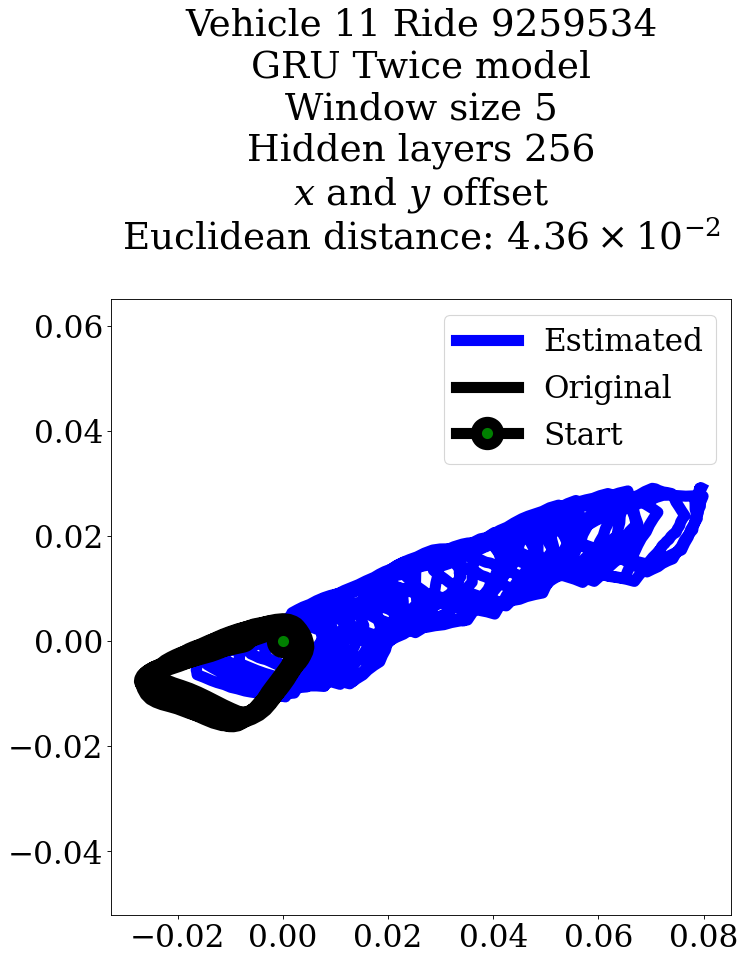 Vehicle 11 Ride 9259534
GRU Twice model
Window size 5
Hidden layers 256
x and y offset
Euclidean distance: 4.36 × 10⁻²
Estimated
Original
Start
0.06
0.04
0.02
0.00
−0.02
−0.04
−0.02 0.00 0.02 0.04 0.06 0.08